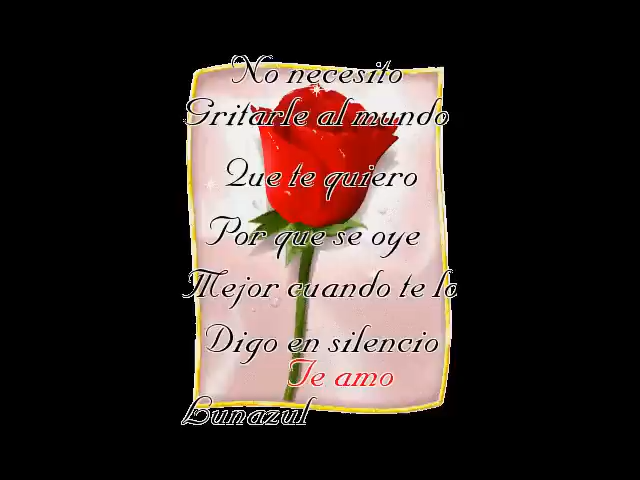 No necesito
Gritarle al mundo
Que te quiero
Por que se oye
Mejor cuando te lo
Digo en silencio
Te amo
Lunazul